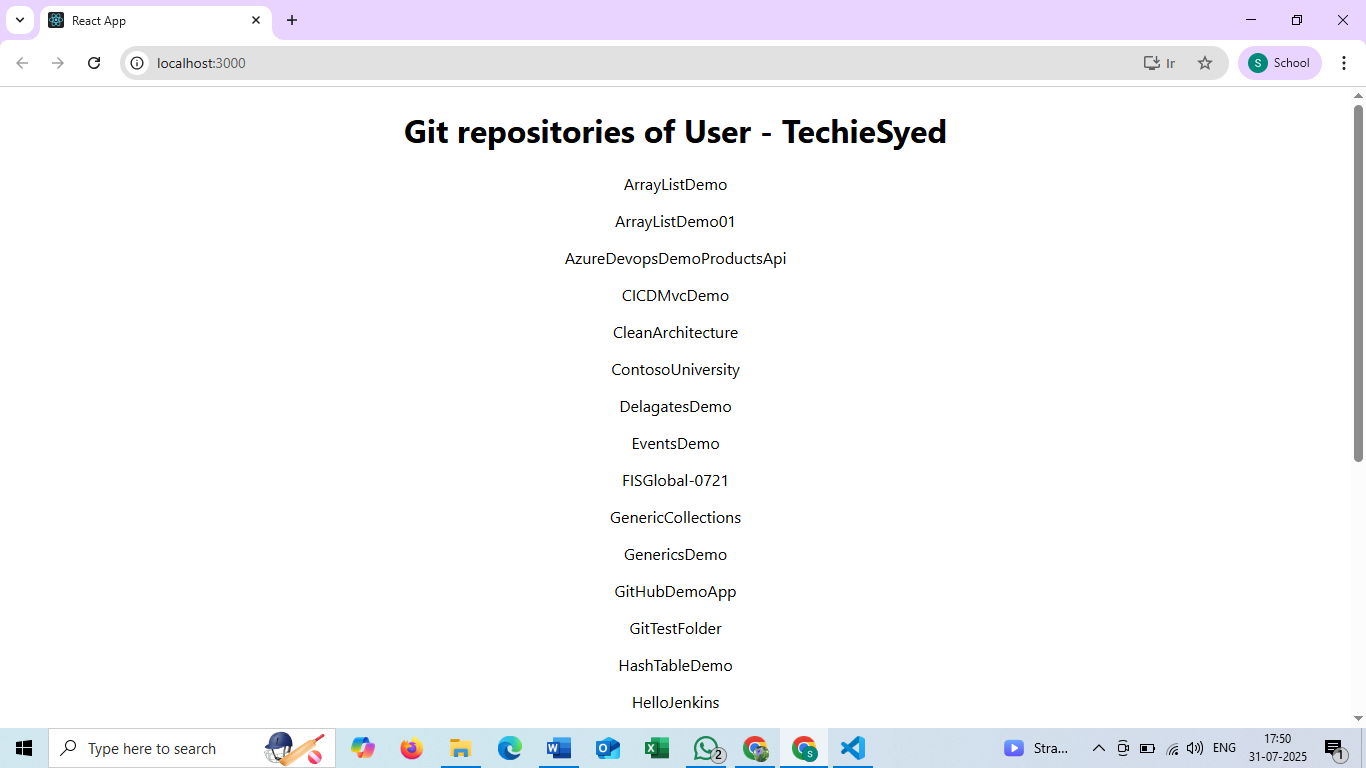 React App
localhost:3000
Ir
S
School
Git repositories of User - TechieSyed
ArrayListDemo
ArrayListDemo01
AzureDevopsDemoProductsApi
CICDMvcDemo
CleanArchitecture
ContosoUniversity
DelagatesDemo
EventsDemo
FISGlobal-0721
GenericCollections
GenericsDemo
GitHubDemoApp
GitTestFolder
HashTableDemo
HelloJenkins
Type here to search
2
S
Stra...
ENG
17:50
31-07-2025
1